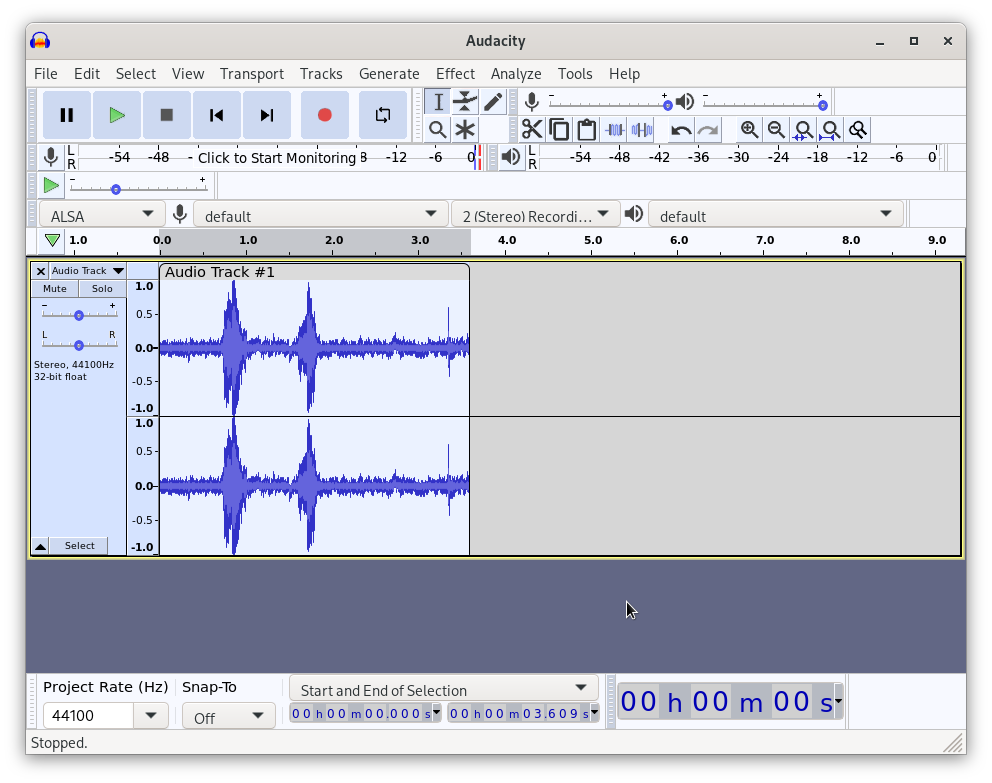 Audacity
File Edit Select View Transport Tracks Generate Effect Analyze Tools Help
L
R
-54 -48 - Click to Start Monitoring 8 -12 -6 0
L
R
-54 -48 -42 -36 -30 -24 -18 -12 -6 0
- +
ALSA default 2 (Stereo) Recordi... default
1.0 0.0 1.0 2.0 3.0 4.0 5.0 6.0 7.0 8.0 9.0
Audio Track Audio Track #1
Mute Solo
- +
L R
Stereo, 44100Hz
32-bit float
Select
1.0
0.5
0.0
-0.5
-1.0
1.0
0.5
0.0
-0.5
-1.0
Project Rate (Hz) Snap-To Start and End of Selection
44100 Off 00 h 00 m 00.000 s 00 h 00 m 03.609 s 00 h 00 m 00 s
Stopped.